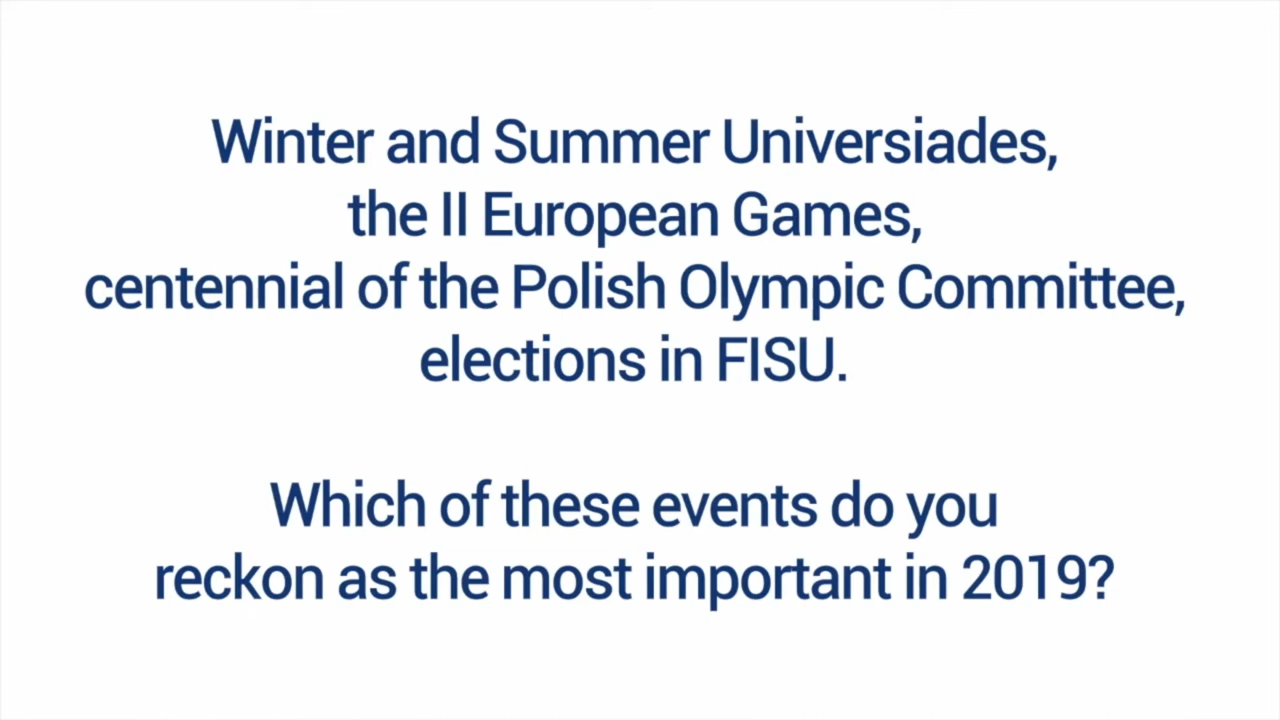 Winter and Summer Universiades,
the II European Games,
centennial of the Polish Olympic Committee,
elections in FISU.
Which of these events do you
reckon as the most important in 2019?